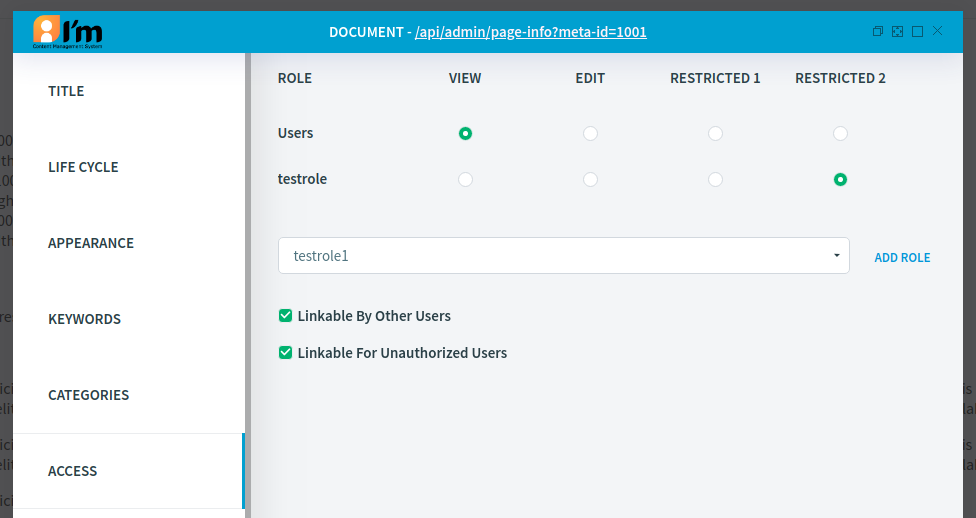 I'm
Content Management System
DOCUMENT - /api/admin/page-info?meta-id=1001
TITLE
LIFE CYCLE
APPEARANCE
KEYWORDS
CATEGORIES
ACCESS
ROLE VIEW EDIT RESTRICTED 1 RESTRICTED 2
Users
testrole
testrole1 ADD ROLE
Linkable By Other Users
Linkable For Unauthorized Users